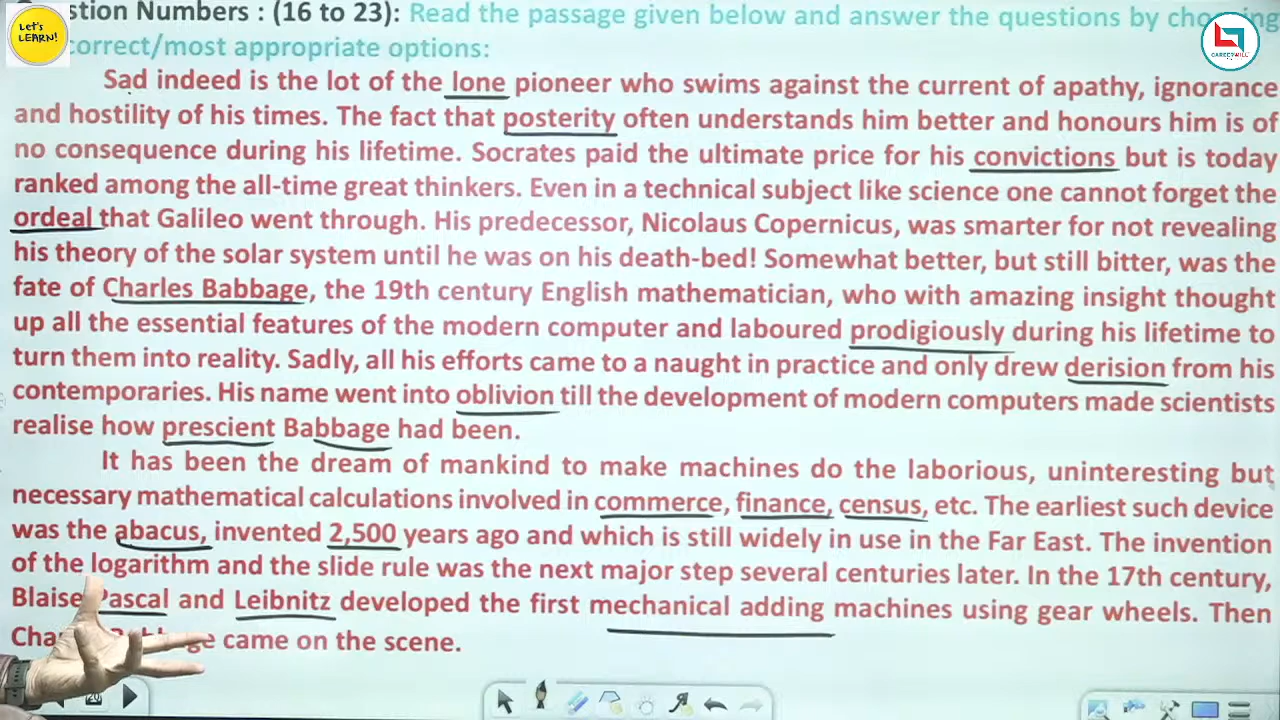 Let's LEARN!
estion Numbers : (16 to 23): Read the passage given below and answer the questions by choosing
correct/most appropriate options:
CAREERWILL
Sad indeed is the lot of the lone pioneer who swims against the current of apathy, ignorance
and hostility of his times. The fact that posterity often understands him better and honours him is of
no consequence during his lifetime. Socrates paid the ultimate price for his convictions but is today
ranked among the all-time great thinkers. Even in a technical subject like science one cannot forget the
ordeal that Galileo went through. His predecessor, Nicolaus Copernicus, was smarter for not revealing
his theory of the solar system until he was on his death-bed! Somewhat better, but still bitter, was the
fate of Charles Babbage, the 19th century English mathematician, who with amazing insight thought
up all the essential features of the modern computer and laboured prodigiously during his lifetime to
turn them into reality. Sadly, all his efforts came to a naught in practice and only drew derision from his
contemporaries. His name went into oblivion till the development of modern computers made scientists
realise how prescient Babbage had been.
It has been the dream of mankind to make machines do the laborious, uninteresting but
necessary mathematical calculations involved in commerce, finance, census, etc. The earliest such device
was the abacus, invented 2,500 years ago and which is still widely in use in the Far East. The invention
of the logarithm and the slide rule was the next major step several centuries later. In the 17th century,
Blaise Pascal and Leibnitz developed the first mechanical adding machines using gear wheels. Then
came on the scene.
20